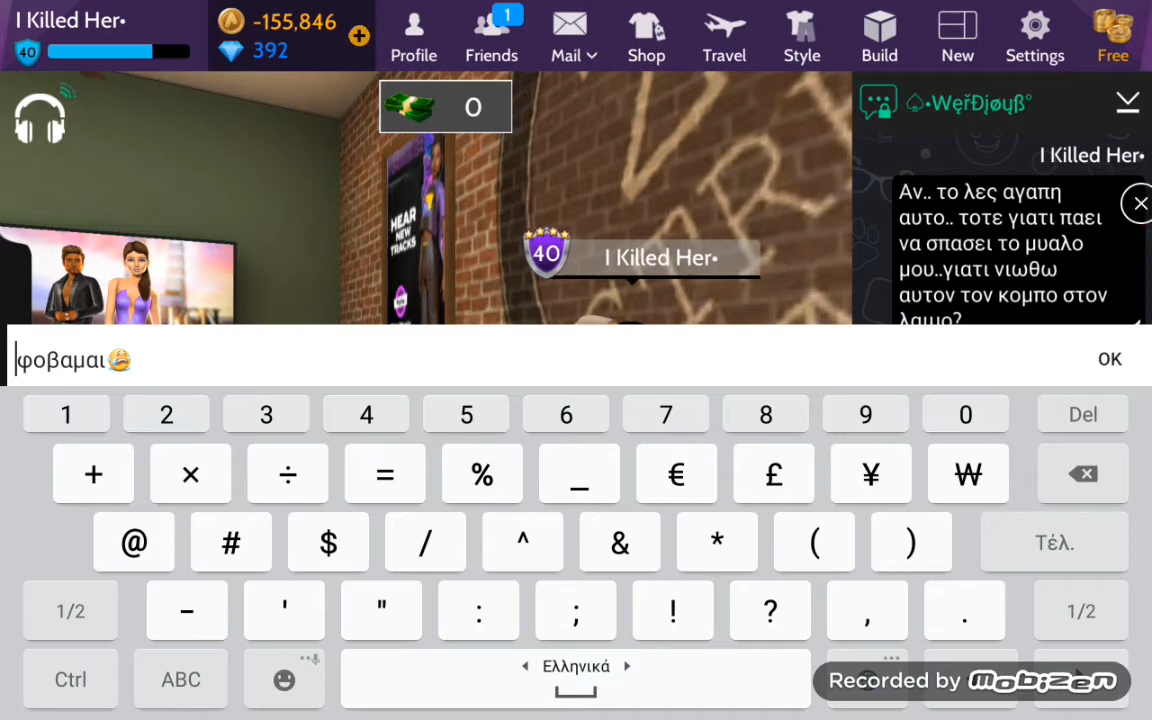 I Killed Her•
40
-155,846
392
Profile
1
Friends
Mail
Shop
Travel
Style
Build
New
Settings
Free
0
HEAR
NEW
TRACKS
40 I Killed Her•
♤•WęřĐjøųß°
I Killed Her•
Αν.. το λες αγαπη
αυτο.. τοτε γιατι παει
να σπασει το μυαλο
μου..γιατι νιωθω
αυτον τον κομπο στον
λαιμο?
φοβαμαι😭
OK
1 2 3 4 5 6 7 8 9 0 Del
+ × ÷ = % _ € £ ¥ ₩
@ # $ / ^ & * ( ) Τέλ.
1/2 - ' " : ; ! ? , . 1/2
Ctrl ABC Ελληνικά
Recorded by mobizen